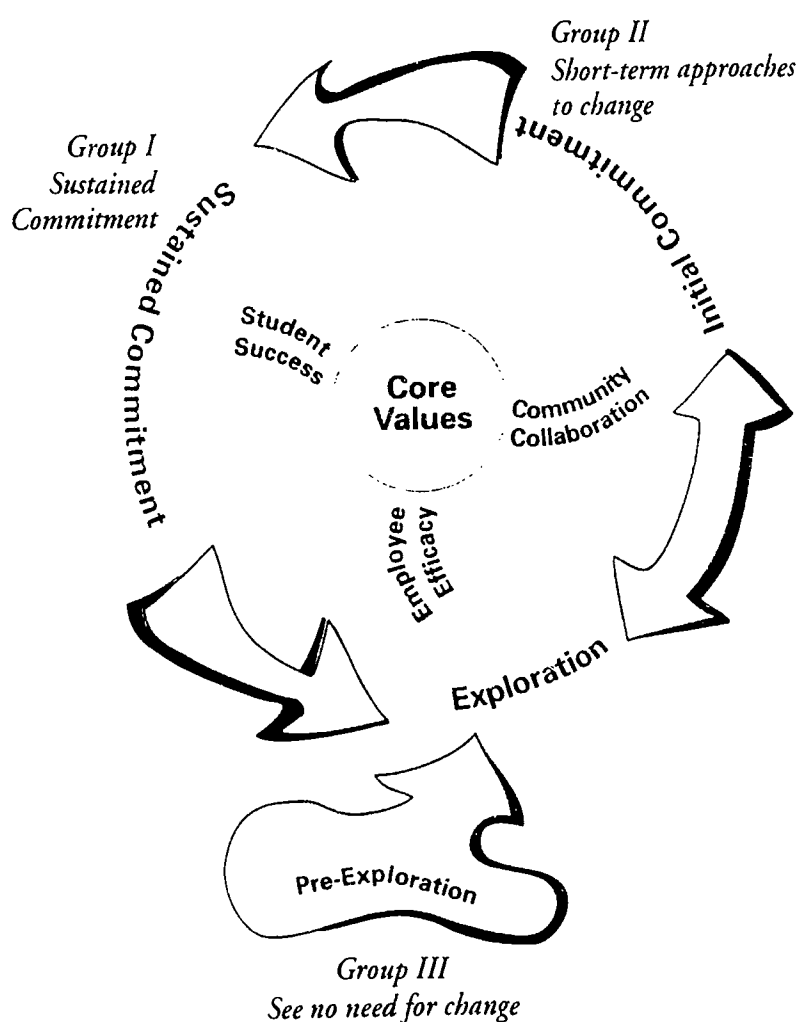 Group II
Short-term approaches
to change
Group I
Sustained
Commitment
Initial Commitment
Sustained Commitment
Student
Success
Core
Values
Community
Collaboration
Employee
Efficacy
Exploration
Pre-Exploration
Group III
See no need for change